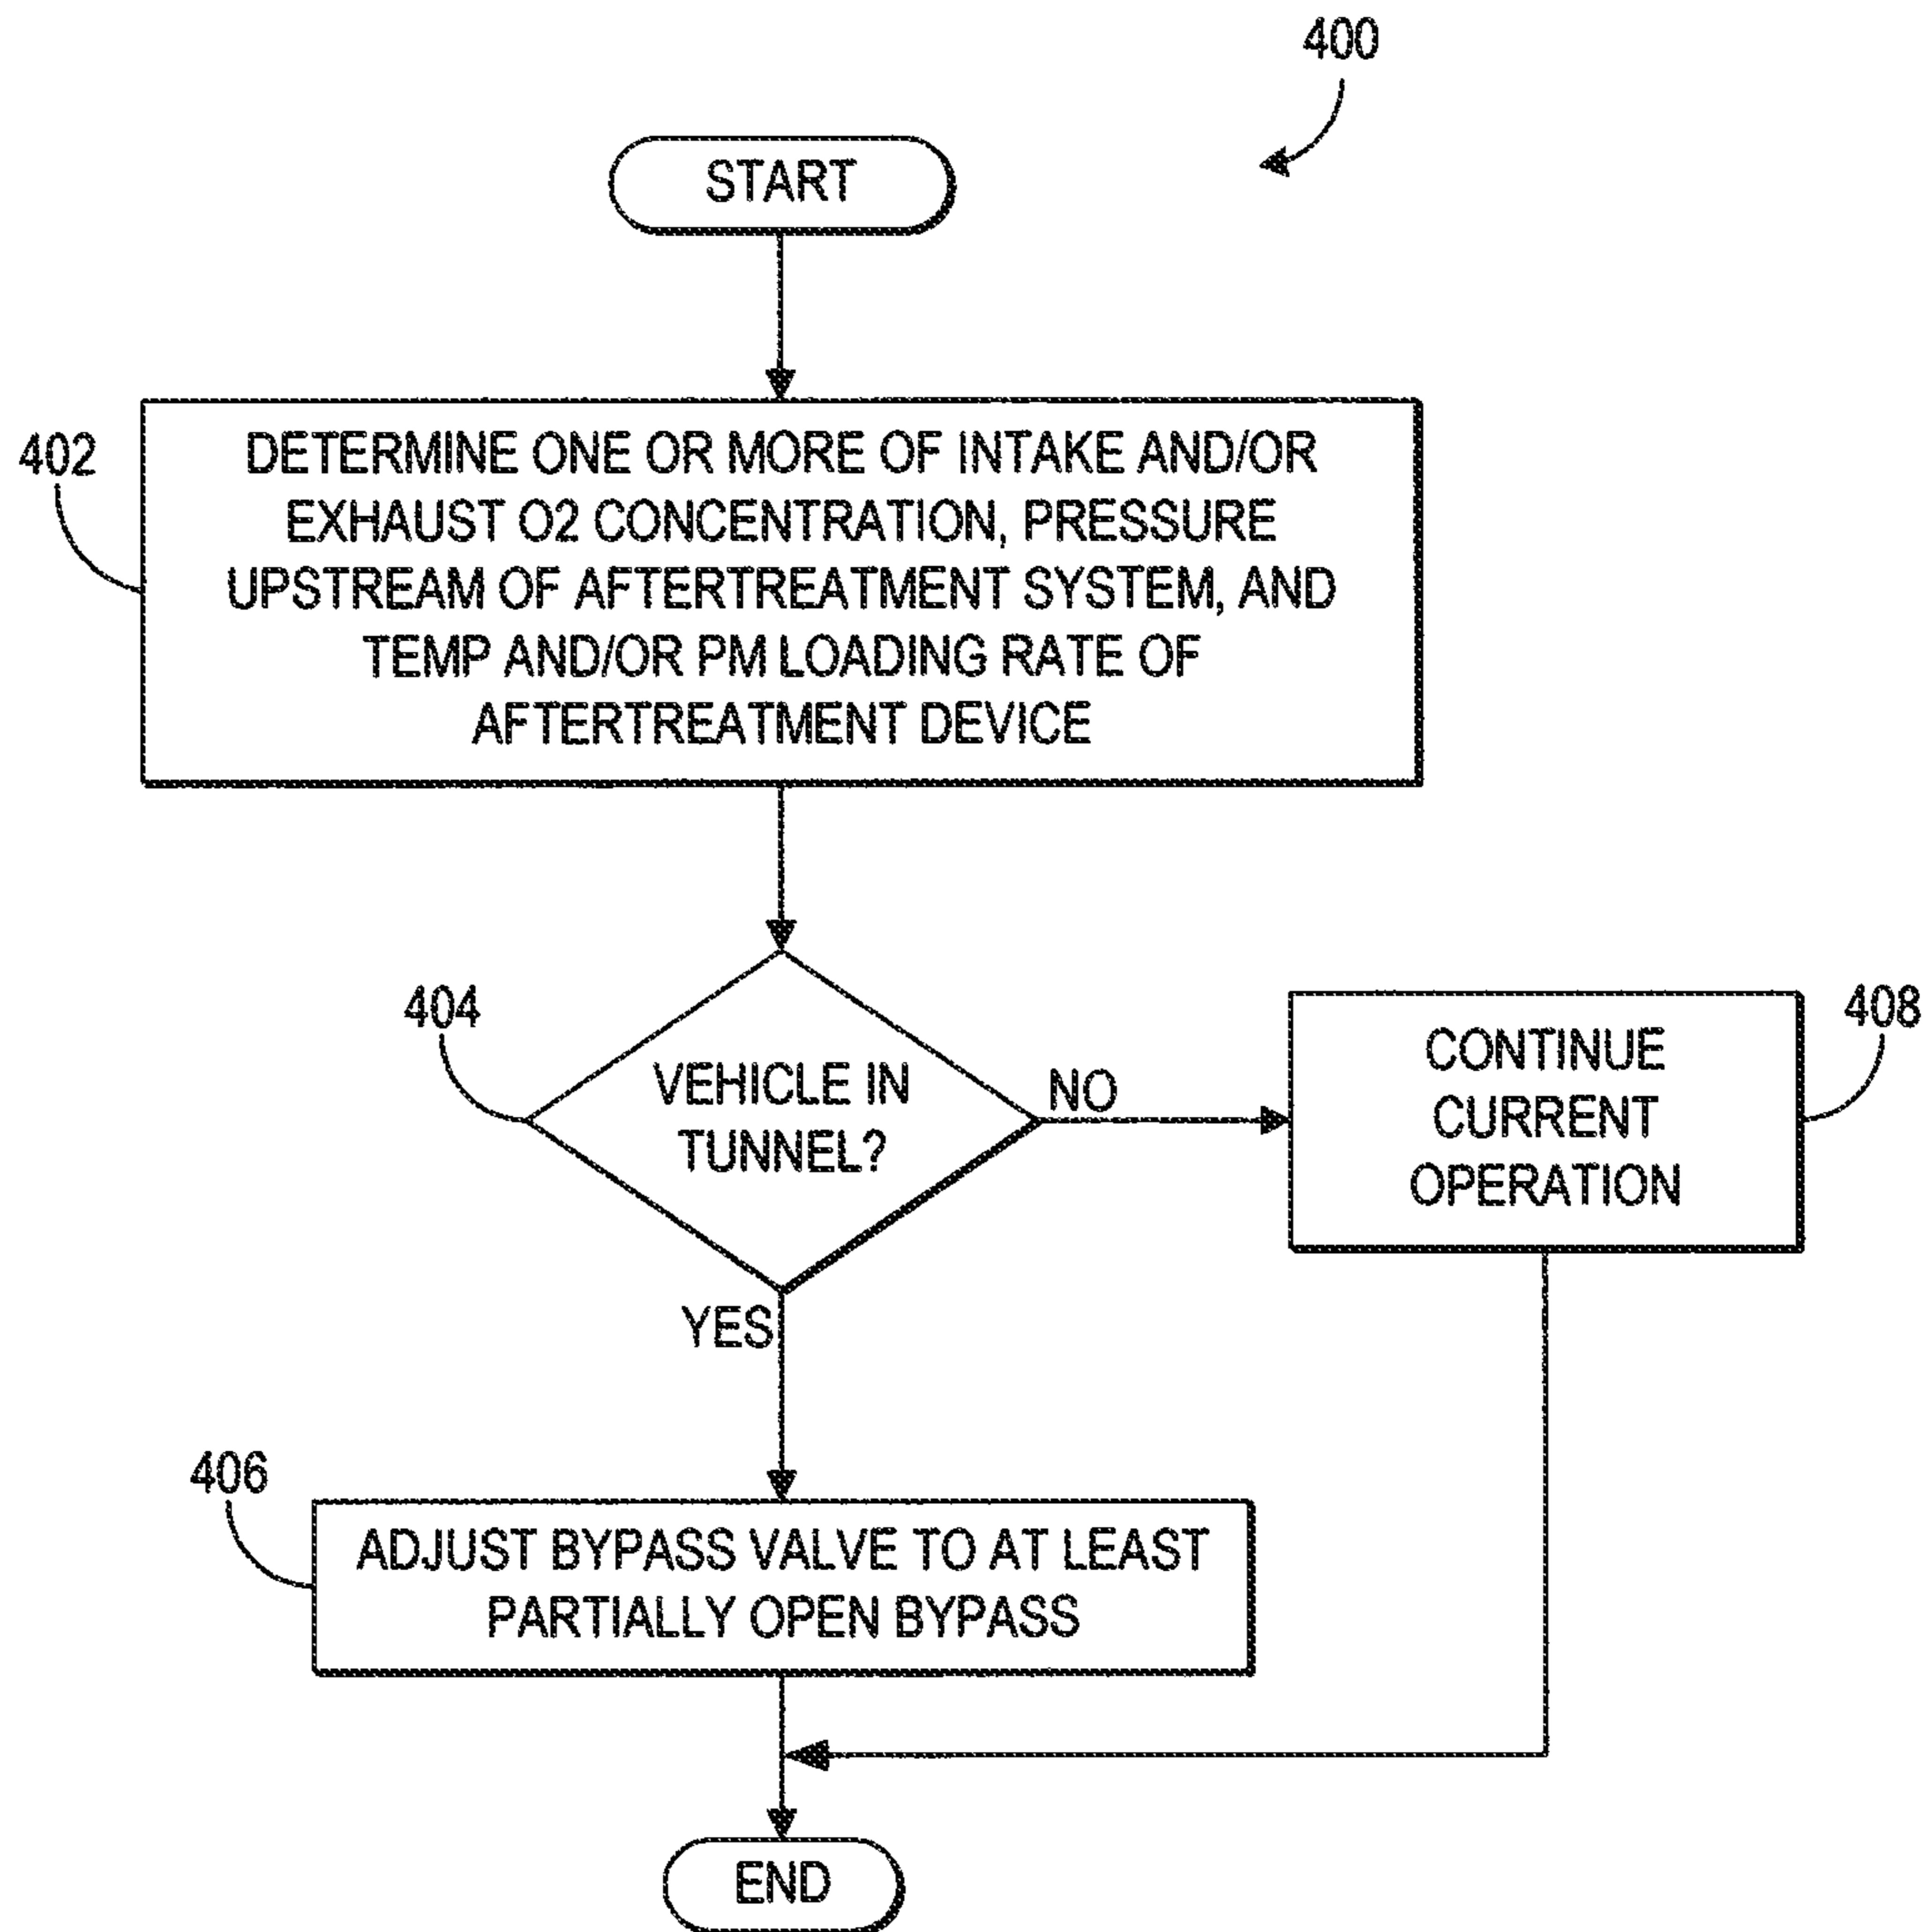 400
START
402
DETERMINE ONE OR MORE OF INTAKE AND/OR
EXHAUST O2 CONCENTRATION, PRESSURE
UPSTREAM OF AFTERTREATMENT SYSTEM, AND
TEMP AND/OR PM LOADING RATE OF
AFTERTREATMENT DEVICE
404
VEHICLE IN
TUNNEL?
NO
408
CONTINUE
CURRENT
OPERATION
YES
406
ADJUST BYPASS VALVE TO AT LEAST
PARTIALLY OPEN BYPASS
END